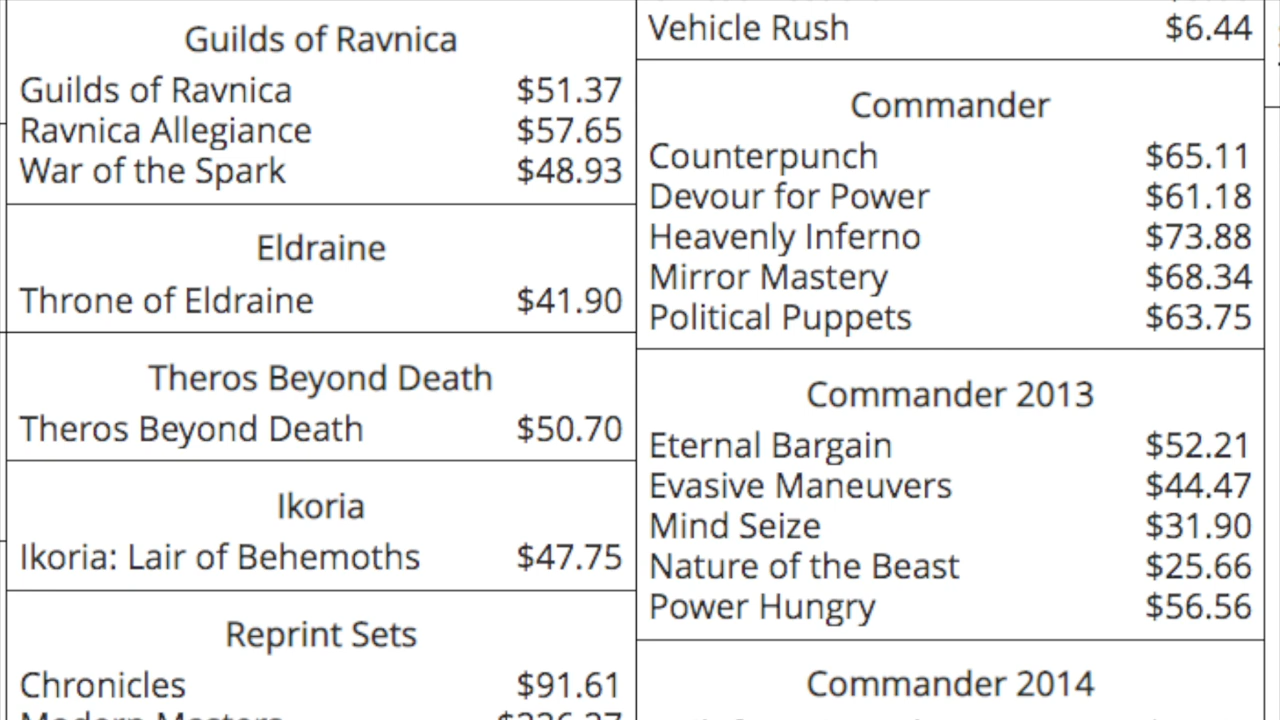 Guilds of Ravnica
Guilds of Ravnica $51.37
Ravnica Allegiance $57.65
War of the Spark $48.93
Eldraine
Throne of Eldraine $41.90
Theros Beyond Death
Theros Beyond Death $50.70
Ikoria
Ikoria: Lair of Behemoths $47.75
Reprint Sets
Chronicles $91.61
Vehicle Rush $6.44
Commander
Counterpunch $65.11
Devour for Power $61.18
Heavenly Inferno $73.88
Mirror Mastery $68.34
Political Puppets $63.75
Commander 2013
Eternal Bargain $52.21
Evasive Maneuvers $44.47
Mind Seize $31.90
Nature of the Beast $25.66
Power Hungry $56.56
Commander 2014